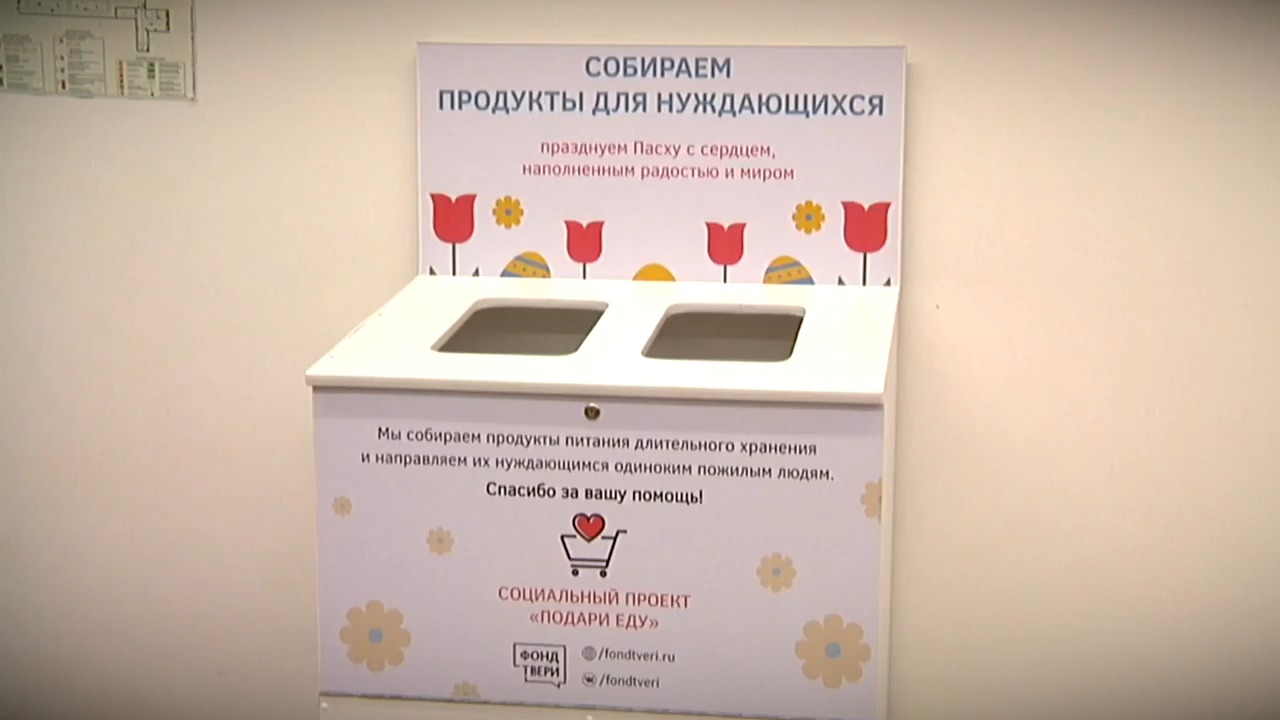 СОБИРАЕМ
ПРОДУКТЫ ДЛЯ НУЖДАЮЩИХСЯ
празднуем Пасху с сердцем,
наполненным радостью и миром
Мы собираем продукты питания длительного хранения
и направляем их нуждающимся одиноким пожилым людям.
Спасибо за вашу помощь!
СОЦИАЛЬНЫЙ ПРОЕКТ
«ПОДАРИ ЕДУ»
ФОНД
ТВЕРИ
/fondtveri.ru
/fondtveri